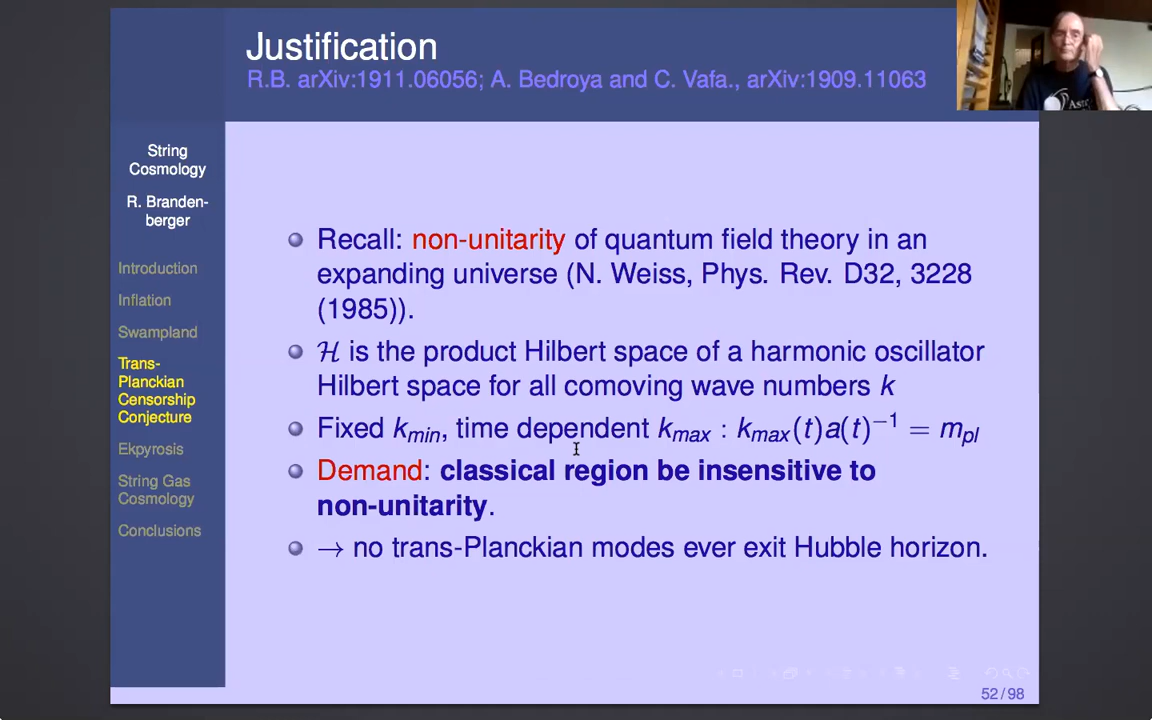 Justification
R.B. arXiv:1911.06056; A. Bedroya and C. Vafa., arXiv:1909.11063
String
Cosmology
R. Branden-
berger
Introduction
Inflation
Swampland
Trans-
Planckian
Censorship
Conjecture
Ekpyrosis
String Gas
Cosmology
Conclusions
Recall: non-unitarity of quantum field theory in an
expanding universe (N. Weiss, Phys. Rev. D32, 3228
(1985)).
ℋ is the product Hilbert space of a harmonic oscillator
Hilbert space for all comoving wave numbers k
Fixed k_min, time dependent k_max : k_max(t)a(t)⁻¹ = m_pl
Demand: classical region be insensitive to
non-unitarity.
→ no trans-Planckian modes ever exit Hubble horizon.
52/98